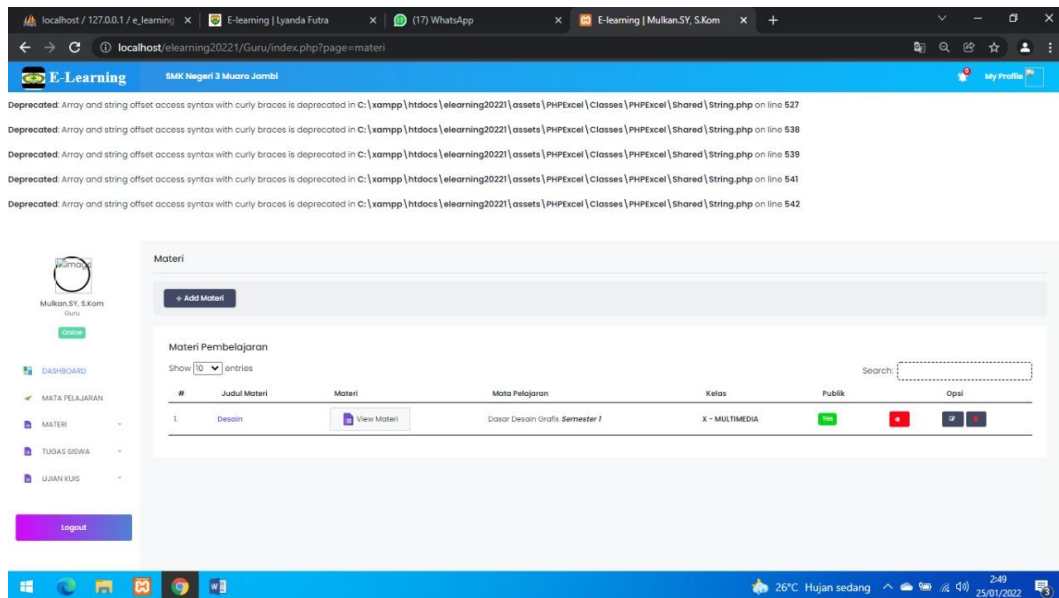 localhost / 127.0.0.1 / e_learning
E-learning | Lyanda Futra
(17) WhatsApp
E-learning | Mulkan.SY, S.Kom
localhost/elearning20221/Guru/index.php?page=materi
E-Learning
SMK Negeri 3 Muaro Jambi
My Profile
Deprecated: Array and string offset access syntax with curly braces is deprecated in C:\xampp\htdocs\elearning20221\assets\PHPExcel\Classes\PHPExcel\Shared\String.php on line 527
Deprecated: Array and string offset access syntax with curly braces is deprecated in C:\xampp\htdocs\elearning20221\assets\PHPExcel\Classes\PHPExcel\Shared\String.php on line 538
Deprecated: Array and string offset access syntax with curly braces is deprecated in C:\xampp\htdocs\elearning20221\assets\PHPExcel\Classes\PHPExcel\Shared\String.php on line 539
Deprecated: Array and string offset access syntax with curly braces is deprecated in C:\xampp\htdocs\elearning20221\assets\PHPExcel\Classes\PHPExcel\Shared\String.php on line 541
Deprecated: Array and string offset access syntax with curly braces is deprecated in C:\xampp\htdocs\elearning20221\assets\PHPExcel\Classes\PHPExcel\Shared\String.php on line 542
image
Mulkan.SY, S.Kom
Guru
Online
DASHBOARD
MATA PELAJARAN
MATERI
TUGAS SISWA
UJIAN KUIS
Logout
Materi
+ Add Materi
Materi Pembelajaran
Show 10 entries
Search:
# Judul Materi Materi Mata Pelajaran Kelas Publik Opsi
1. Desain View Materi Dasar Desain Grafis Semester 1 X - MULTIMEDIA Yes
26°C Hujan sedang
2:49
25/01/2022
3